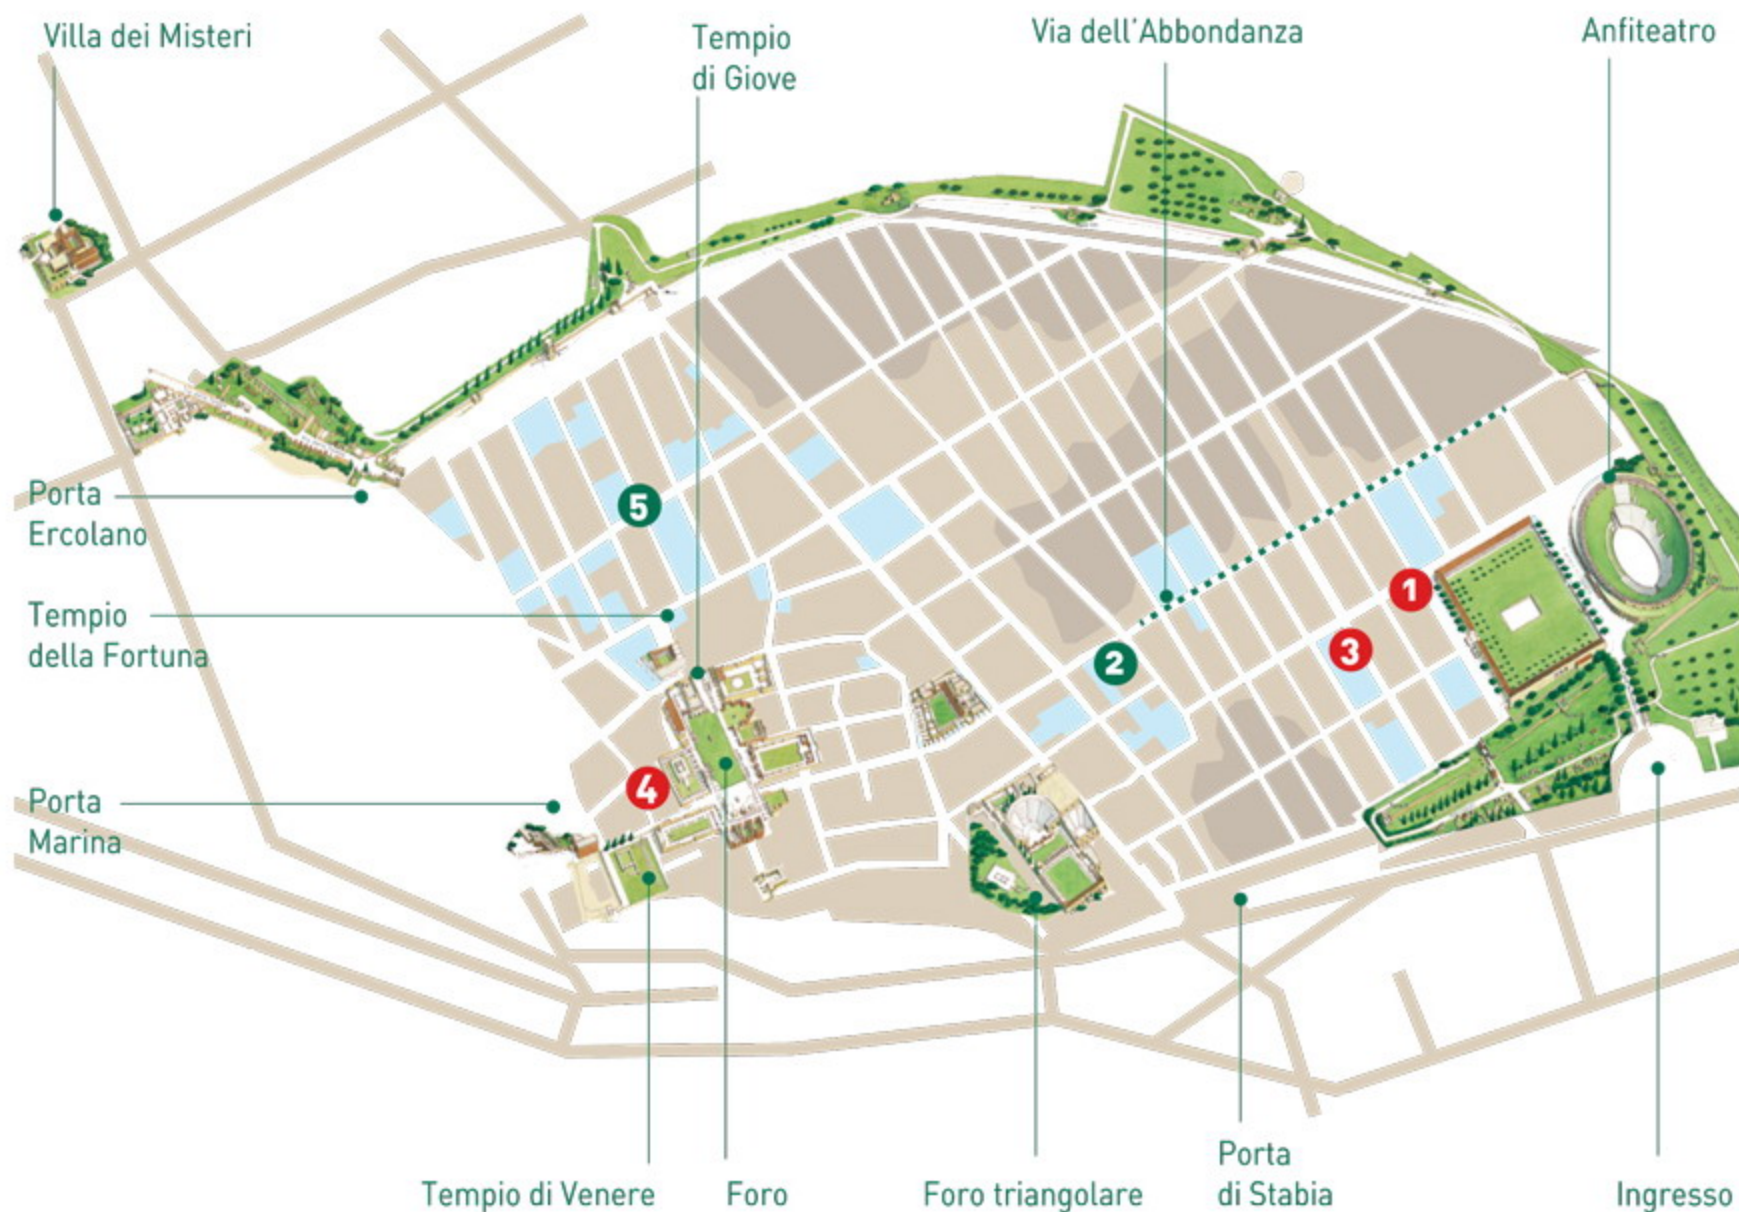 Villa dei Misteri
Tempio
di Giove
Via dell'Abbondanza
Anfiteatro
Porta
Ercolano
5
1
Tempio
della Fortuna
2
3
4
Porta
Marina
Tempio di Venere
Foro
Foro triangolare
Porta
di Stabia
Ingresso